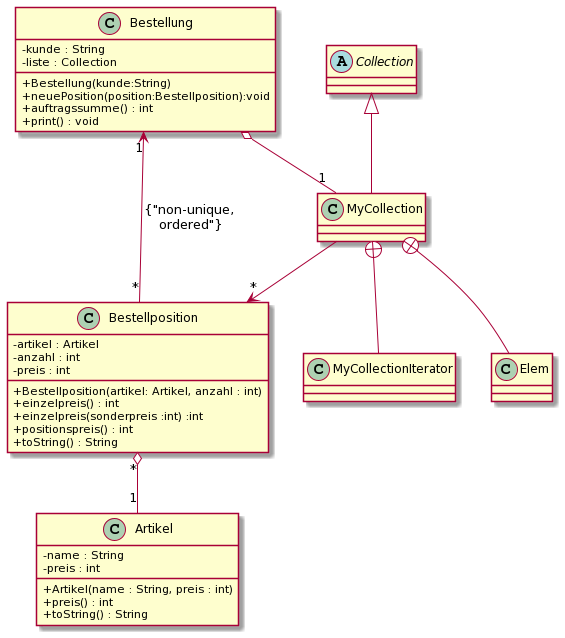 C Bestellung
-kunde : String
-liste : Collection
+Bestellung(kunde:String)
+neuePosition(position:Bestellposition):void
+auftragssumme() : int
+print() : void
A Collection
1
1
{"non-unique,
ordered"}
C MyCollection
*
*
C Bestellposition
-artikel : Artikel
-anzahl : int
-preis : int
+Bestellposition(artikel: Artikel, anzahl : int)
+einzelpreis() : int
+einzelpreis(sonderpreis :int) :int
+positionspreis() : int
+toString() : String
C MyCollectionIterator
C Elem
*
1
C Artikel
-name : String
-preis : int
+Artikel(name : String, preis : int)
+preis() : int
+toString() : String